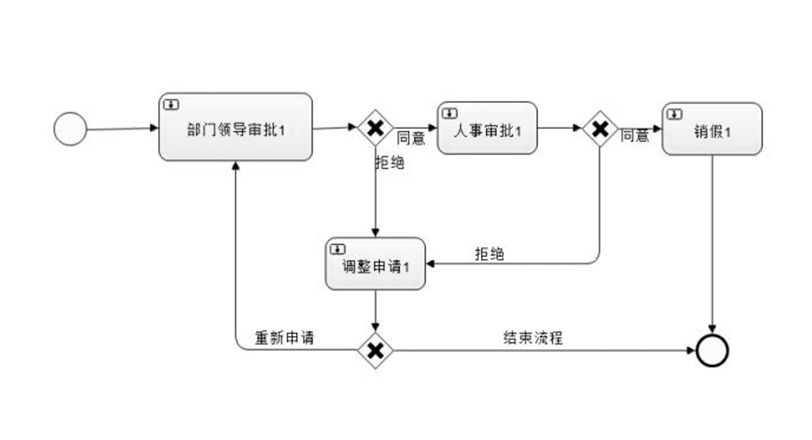 部门领导审批1
同意
人事审批1
同意
销假1
拒绝
调整申请1
拒绝
重新申请
结束流程